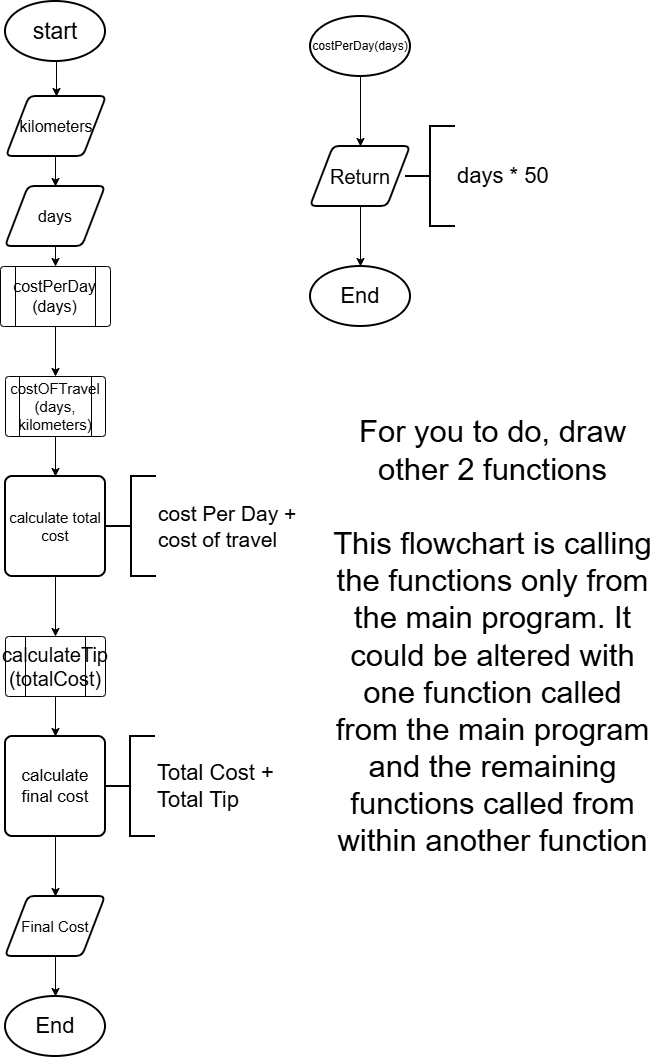 start
kilometers
days
costPerDay
(days)
costOFTravel
(days,
kilometers)
calculate total
cost
cost Per Day +
cost of travel
calculateTip
(totalCost)
calculate
final cost
Total Cost +
Total Tip
Final Cost
End
costPerDay(days)
Return
days * 50
End
For you to do, draw
other 2 functions
This flowchart is calling
the functions only from
the main program. It
could be altered with
one function called
from the main program
and the remaining
functions called from
within another function